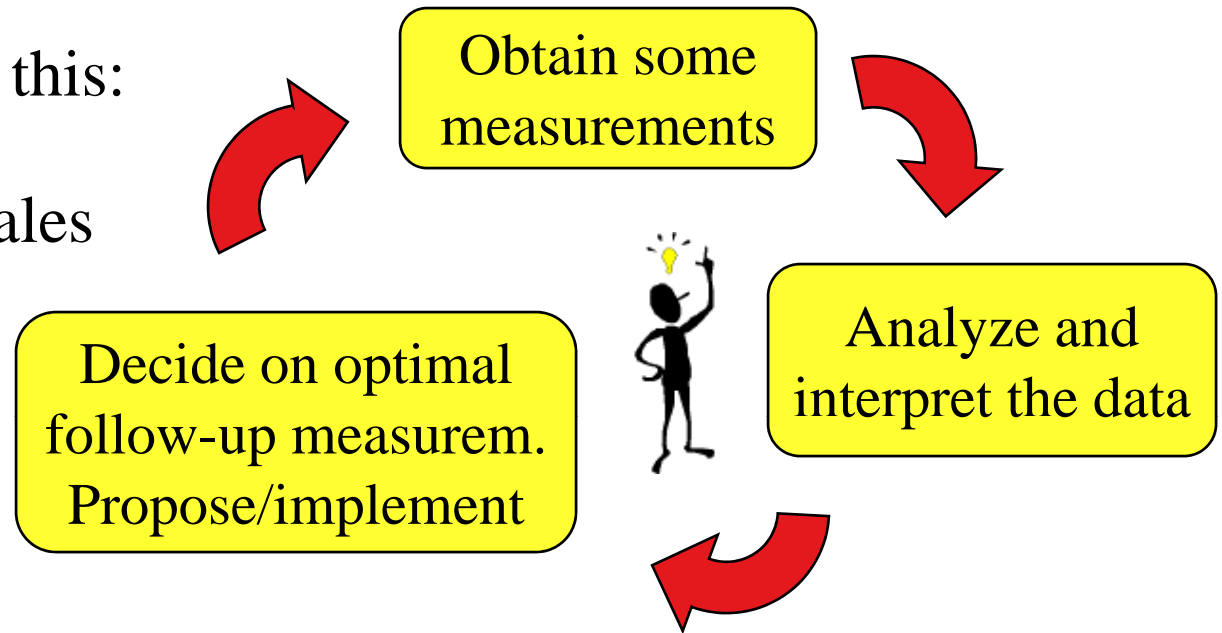 this:
ales
Obtain some
measurements
Analyze and
interpret the data
Decide on optimal
follow-up measurem.
Propose/implement